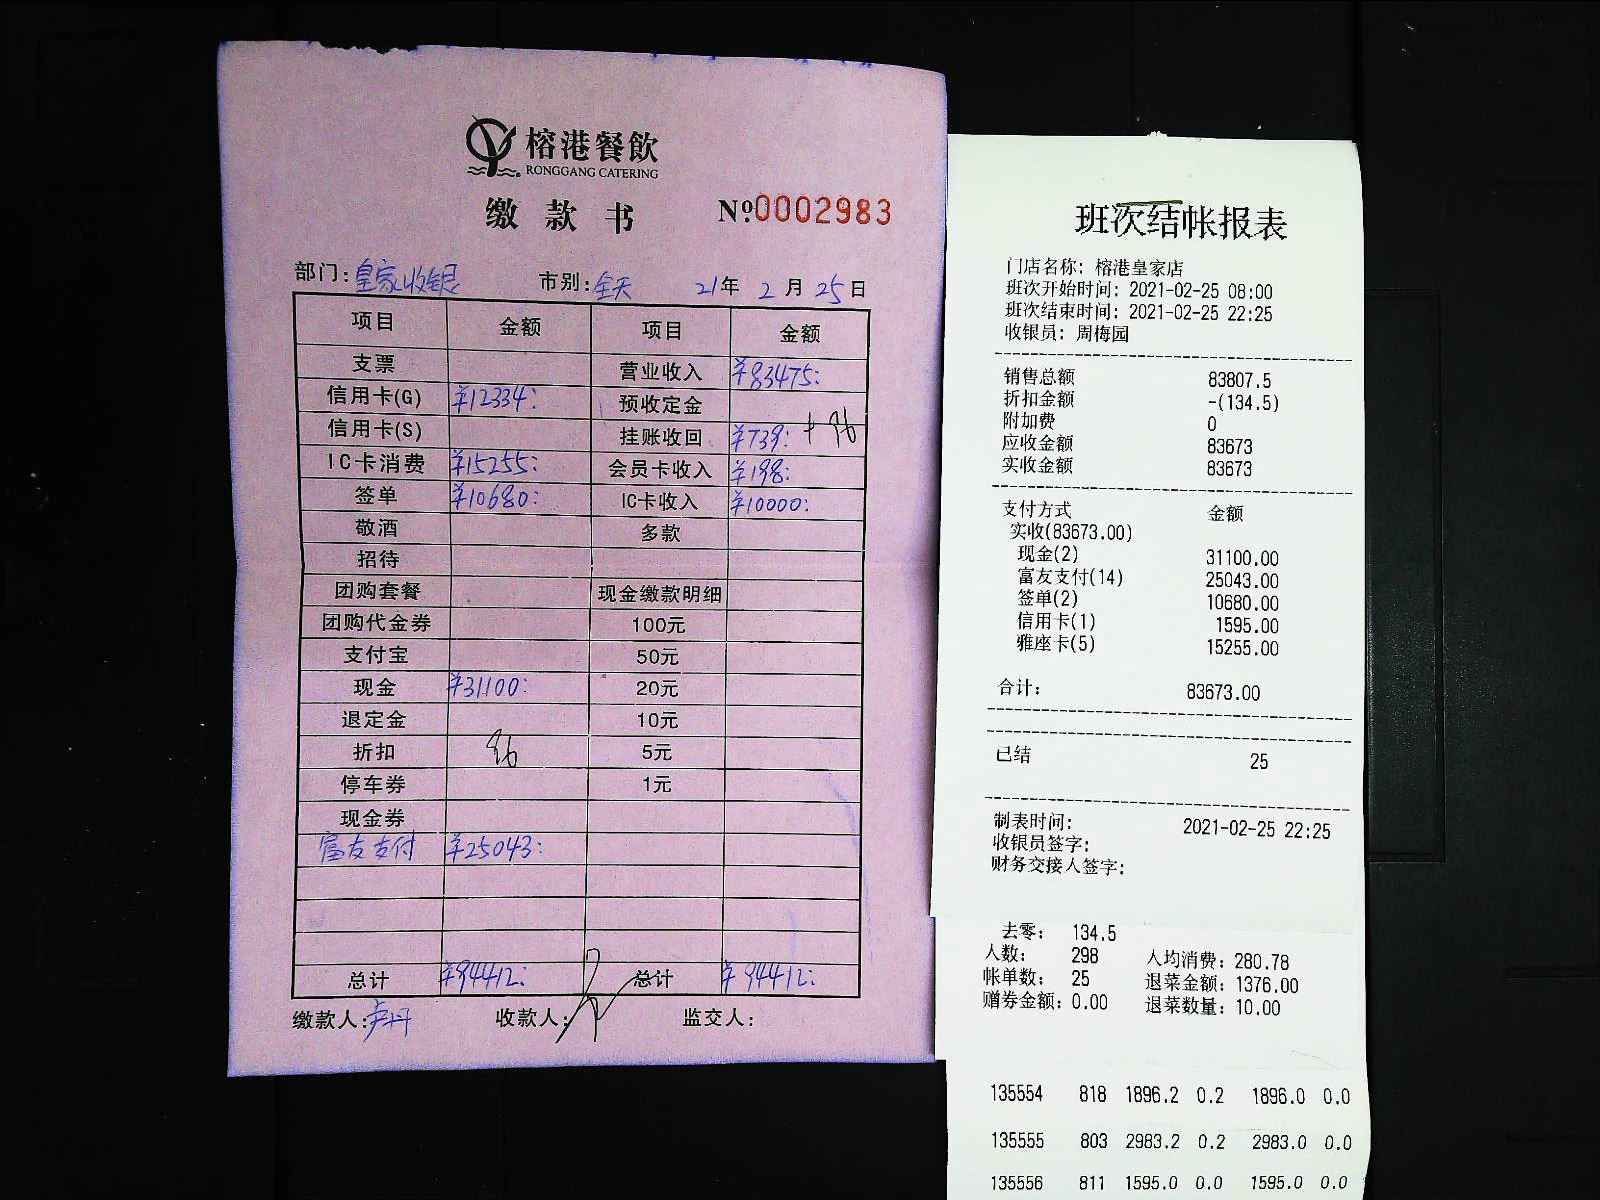 榕港餐飲
RONGGANG CATERING
缴款书 №0002983
部门：皇家收银 市别：全天 21年 2月 25日
项目 金额 项目 金额
支票 营业收入 ¥83475:
信用卡(G) ¥12334: 预收定金
信用卡(S) 挂账收回 ¥739: +96
IC卡消费 ¥15255: 会员卡收入 ¥198:
签单 ¥10680: IC卡收入 ¥10000:
敬酒 多款
招待
团购套餐 现金缴款明细
团购代金券 100元
支付宝 50元
现金 ¥31100: 20元
退定金 10元
折扣 96 5元
停车券 1元
现金券
富友支付 ¥25043:
总计 ¥94412: 总计 ¥94412:
缴款人：卢丹 收款人： 监交人：
班次结帐报表
门店名称: 榕港皇家店
班次开始时间: 2021-02-25 08:00
班次结束时间: 2021-02-25 22:25
收银员: 周梅园
销售总额 83807.5
折扣金额 -(134.5)
附加费 0
应收金额 83673
实收金额 83673
支付方式 金额
实收(83673.00)
现金(2) 31100.00
富友支付(14) 25043.00
签单(2) 10680.00
信用卡(1) 1595.00
雅座卡(5) 15255.00
合计: 83673.00
已结 25
制表时间: 2021-02-25 22:25
收银员签字:
财务交接人签字:
去零: 134.5
人数: 298 人均消费: 280.78
帐单数: 25 退菜金额: 1376.00
赠券金额: 0.00 退菜数量: 10.00
135554 818 1896.2 0.2 1896.0 0.0
135555 803 2983.2 0.2 2983.0 0.0
135556 811 1595.0 0.0 1595.0 0.0